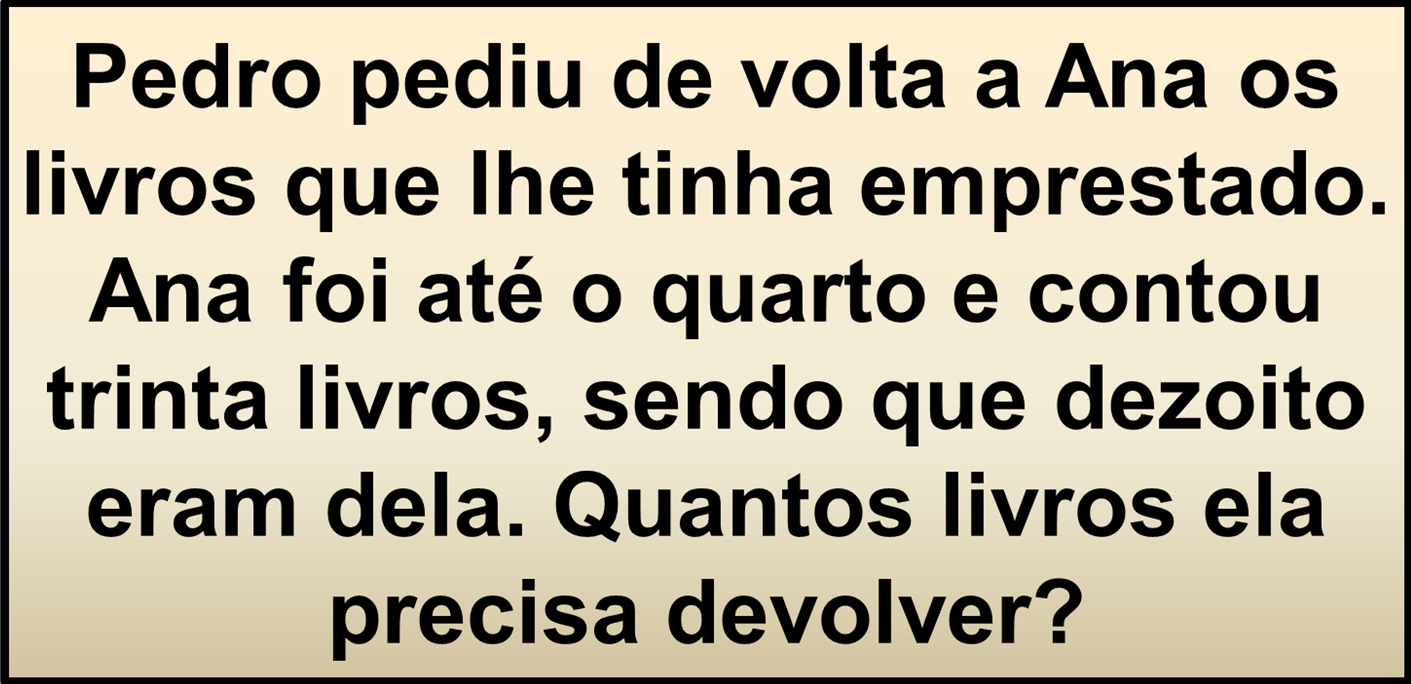 Pedro pediu de volta a Ana os
livros que lhe tinha emprestado.
Ana foi até o quarto e contou
trinta livros, sendo que dezoito
eram dela. Quantos livros ela
precisa devolver?